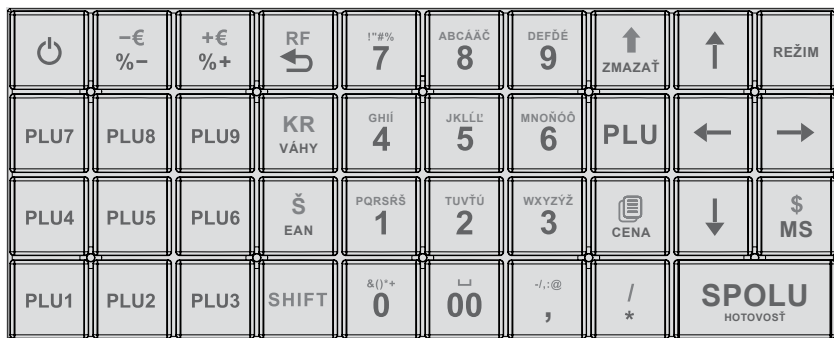 −€ +€ RF !"#% ABCÁÄČ DEFĎÉ
%− %+ 7 8 9 ZMAZAŤ REŽIM
KR GHIÍ JKLĹĽ MNOŇÓÔ
PLU7 PLU8 PLU9 VÁHY 4 5 6 PLU
Š PQRSŔŠ TUVŤÚ WXYZÝŽ $
PLU4 PLU5 PLU6 EAN 1 2 3 CENA MS
&()*+ -/,:@ /
PLU1 PLU2 PLU3 SHIFT 0 00 , * SPOLU
HOTOVOSŤ